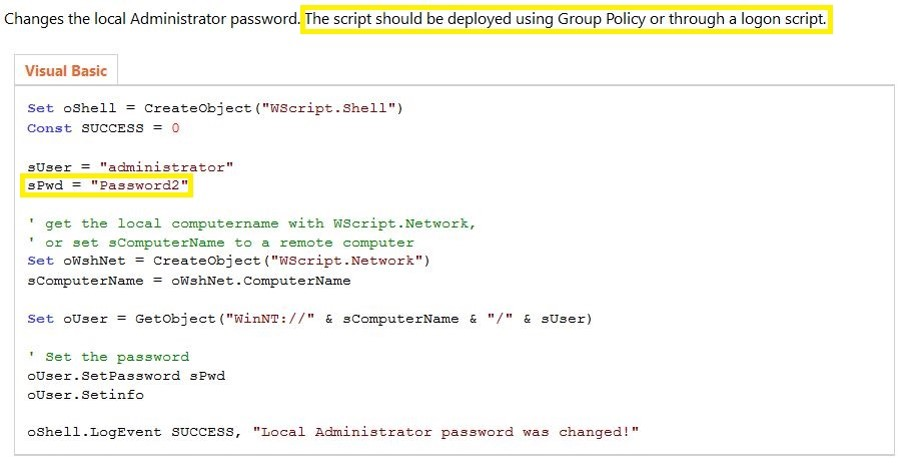 Changes the local Administrator password. The script should be deployed using Group Policy or through a logon script.
Visual Basic
Set oShell = CreateObject("WScript.Shell")
Const SUCCESS = 0
sUser = "administrator"
sPwd = "Password2"
' get the local computername with WScript.Network,
' or set sComputerName to a remote computer
Set oWshNet = CreateObject("WScript.Network")
sComputerName = oWshNet.ComputerName
Set oUser = GetObject("WinNT://" & sComputerName & "/" & sUser)
' Set the password
oUser.SetPassword sPwd
oUser.Setinfo
oShell.LogEvent SUCCESS, "Local Administrator password was changed!"